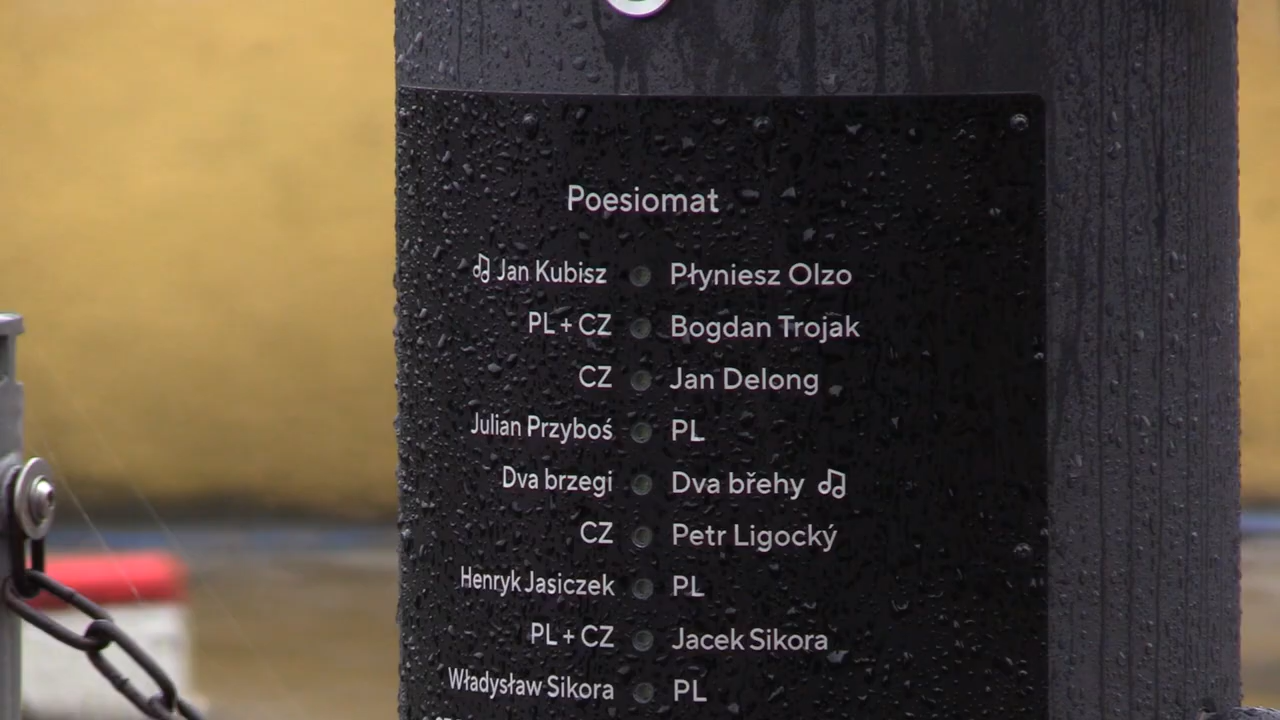 Poesiomat
Jan Kubisz Płyniesz Olzo
PL + CZ Bogdan Trojak
CZ Jan Delong
Julian Przyboś PL
Dva brzegi Dva břehy
CZ Petr Ligocký
Henryk Jasiczek PL
PL + CZ Jacek Sikora
Władysław Sikora PL